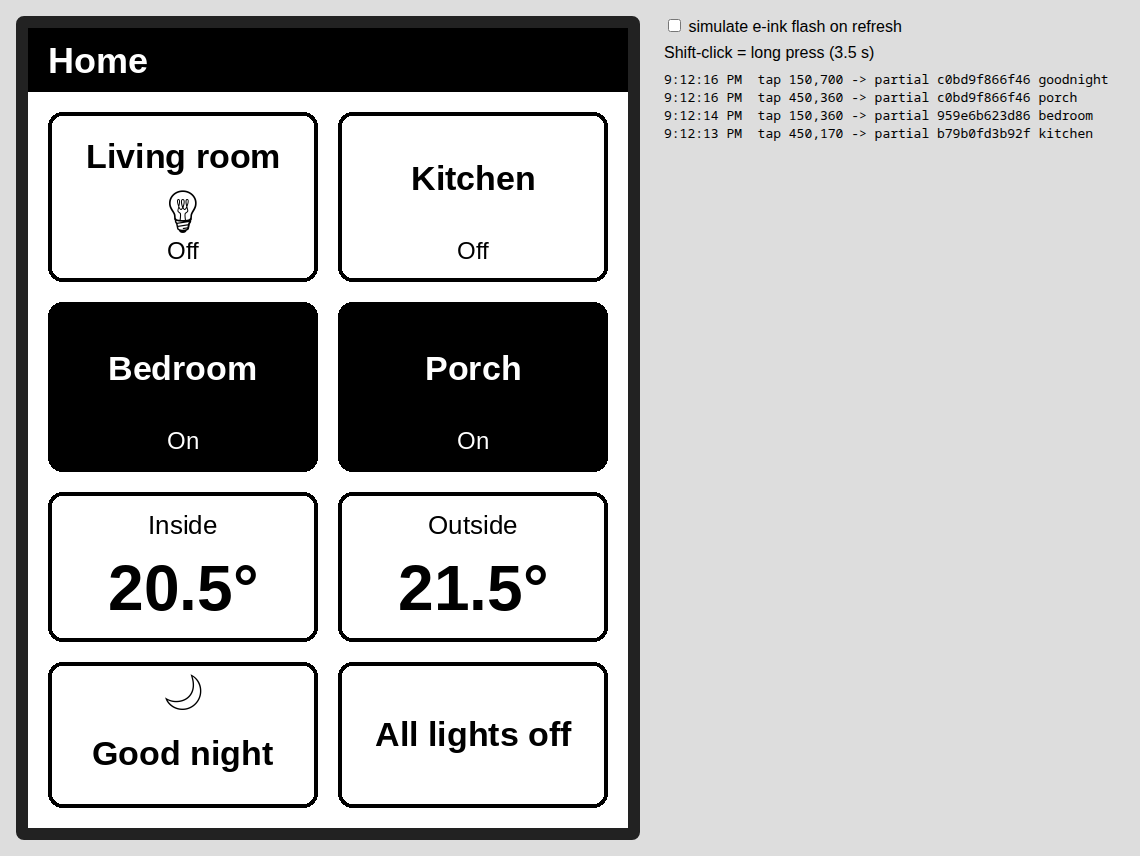 Home
Living room
Off
Kitchen
Off
Bedroom
On
Porch
On
Inside
20.5°
Outside
21.5°
Good night
All lights off
simulate e-ink flash on refresh
Shift-click = long press (3.5 s)
9:12:16 PM  tap 150,700 -> partial c0bd9f866f46 goodnight
9:12:16 PM  tap 450,360 -> partial c0bd9f866f46 porch
9:12:14 PM  tap 150,360 -> partial 959e6b623d86 bedroom
9:12:13 PM  tap 450,170 -> partial b79b0fd3b92f kitchen